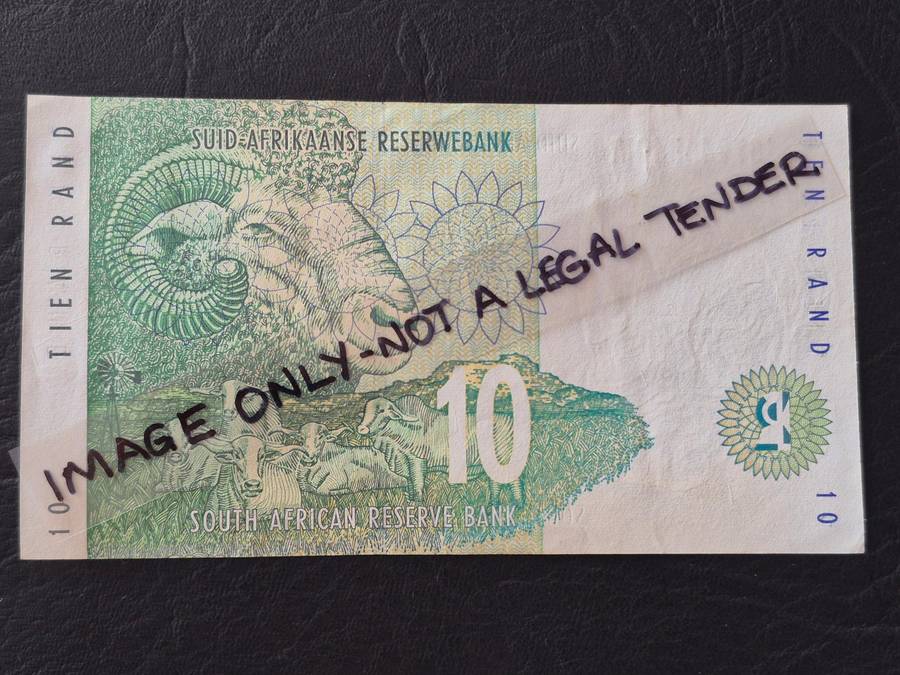 TIEN RAND
10
SUID-AFRIKAANSE RESERWEBANK
IMAGE ONLY-NOT A LEGAL TENDER
10
SOUTH AFRICAN RESERVE BANK
TEN RAND
10